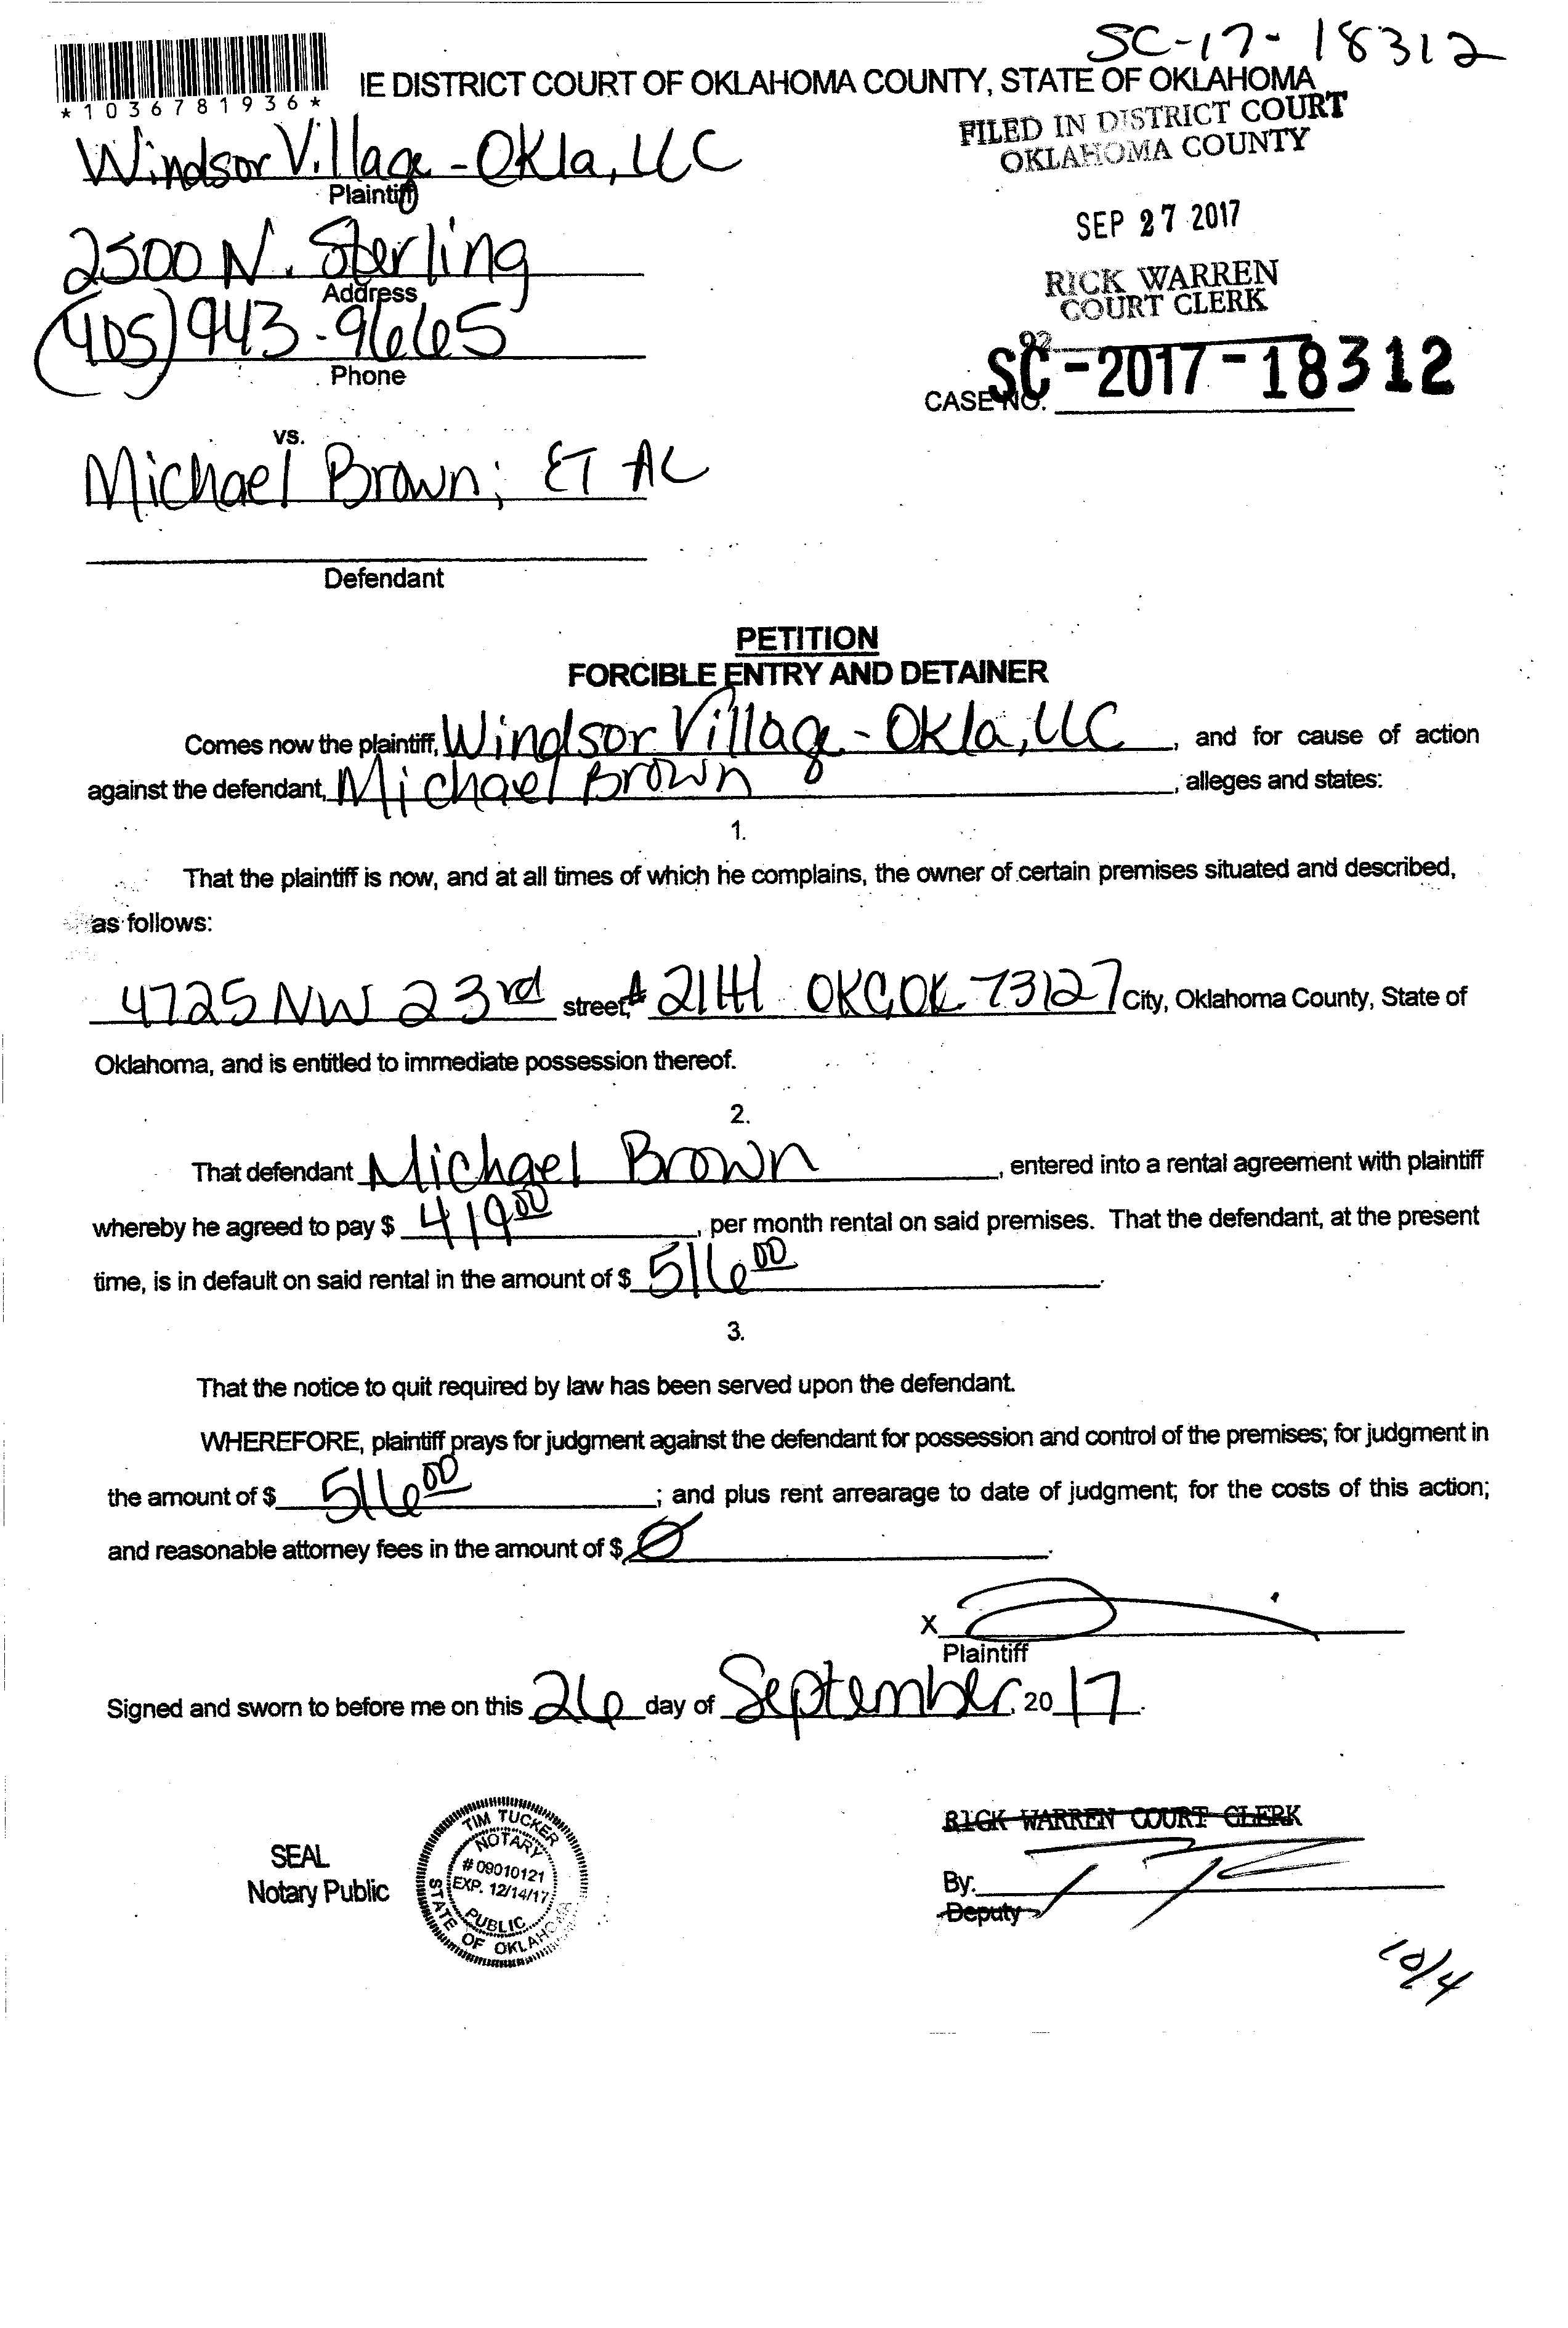 SC-17-18312
*1036781936*
IE DISTRICT COURT OF OKLAHOMA COUNTY, STATE OF OKLAHOMA
FILED IN DISTRICT COURT
OKLAHOMA COUNTY
Windsor Village - Okla, LLC
Plaintiff
SEP 27 2017
2500 N. Sterling
Address
RICK WARREN
COURT CLERK
(405) 943-9665
Phone
SC-2017-18312
CASE NO.
vs.
Michael Brown; ET AL
Defendant
PETITION
FORCIBLE ENTRY AND DETAINER
Comes now the plaintiff, Windsor Village - Okla, LLC, and for cause of action
against the defendant, Michael Brown, alleges and states:
1.
That the plaintiff is now, and at all times of which he complains, the owner of certain premises situated and described,
as follows:
4725 NW 23rd street, # OKC, OK 73127 City, Oklahoma County, State of
Oklahoma, and is entitled to immediate possession thereof.
2.
That defendant Michael Brown, entered into a rental agreement with plaintiff
whereby he agreed to pay $ 419.00, per month rental on said premises. That the defendant, at the present
time, is in default on said rental in the amount of $ 516.00.
3.
That the notice to quit required by law has been served upon the defendant.
WHEREFORE, plaintiff prays for judgment against the defendant for possession and control of the premises; for judgment in
the amount of $ 516.00; and plus rent arrearage to date of judgment; for the costs of this action;
and reasonable attorney fees in the amount of $ Ø.
X
Plaintiff
Signed and sworn to before me on this 26 day of September, 2017.
RICK WARREN COURT CLERK
SEAL
Notary Public
TIM TUCKER
NOTARY
# 09010121
EXP. 12/14/17
PUBLIC
STATE OF OKLAHOMA
By:
Deputy
10/4